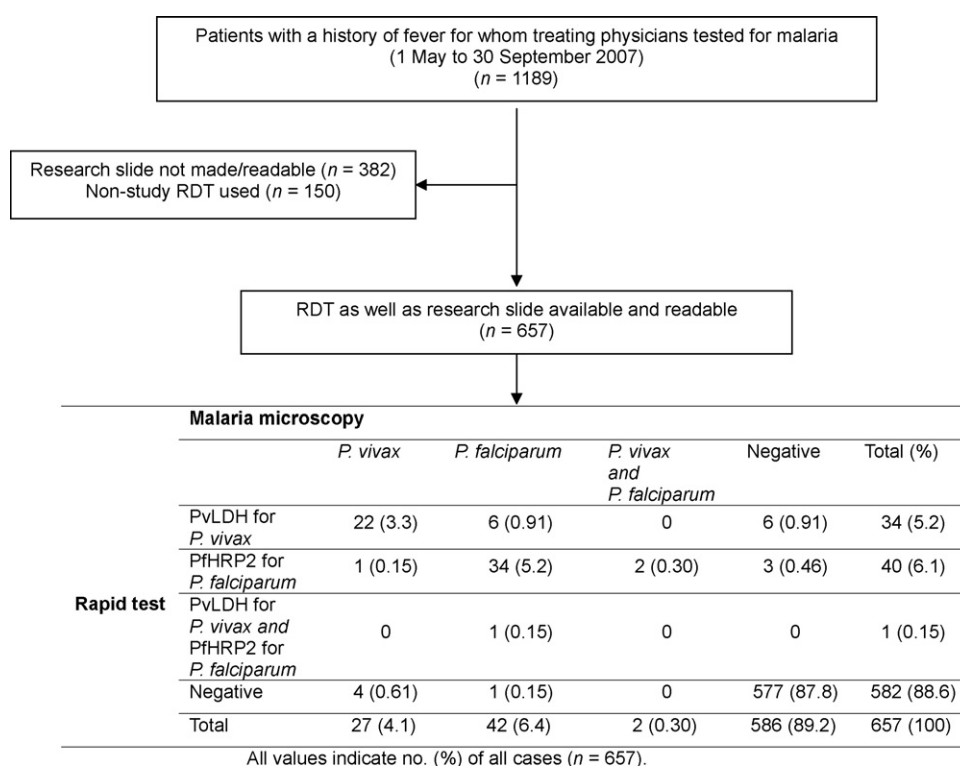 Patients with a history of fever for whom treating physicians tested for malaria
(1 May to 30 September 2007)
(n = 1189)
Research slide not made/readable (n = 382)
Non-study RDT used (n = 150)
RDT as well as research slide available and readable
(n = 657)
Malaria microscopy
P. vivax P. falciparum P. vivax Negative Total (%)
and
P. falciparum
PvLDH for 22 (3.3) 6 (0.91) 0 6 (0.91) 34 (5.2)
P. vivax
PfHRP2 for 1 (0.15) 34 (5.2) 2 (0.30) 3 (0.46) 40 (6.1)
P. falciparum
Rapid test PvLDH for
P. vivax and 0 1 (0.15) 0 0 1 (0.15)
PfHRP2 for
P. falciparum
Negative 4 (0.61) 1 (0.15) 0 577 (87.8) 582 (88.6)
Total 27 (4.1) 42 (6.4) 2 (0.30) 586 (89.2) 657 (100)
All values indicate no. (%) of all cases (n = 657).